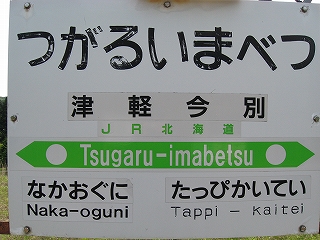 つがるいまべつ
津軽今別
JR北海道
Tsugaru-imabetsu
なかおぐに たっぴかいてい
Naka-oguni Tappi-kaitei